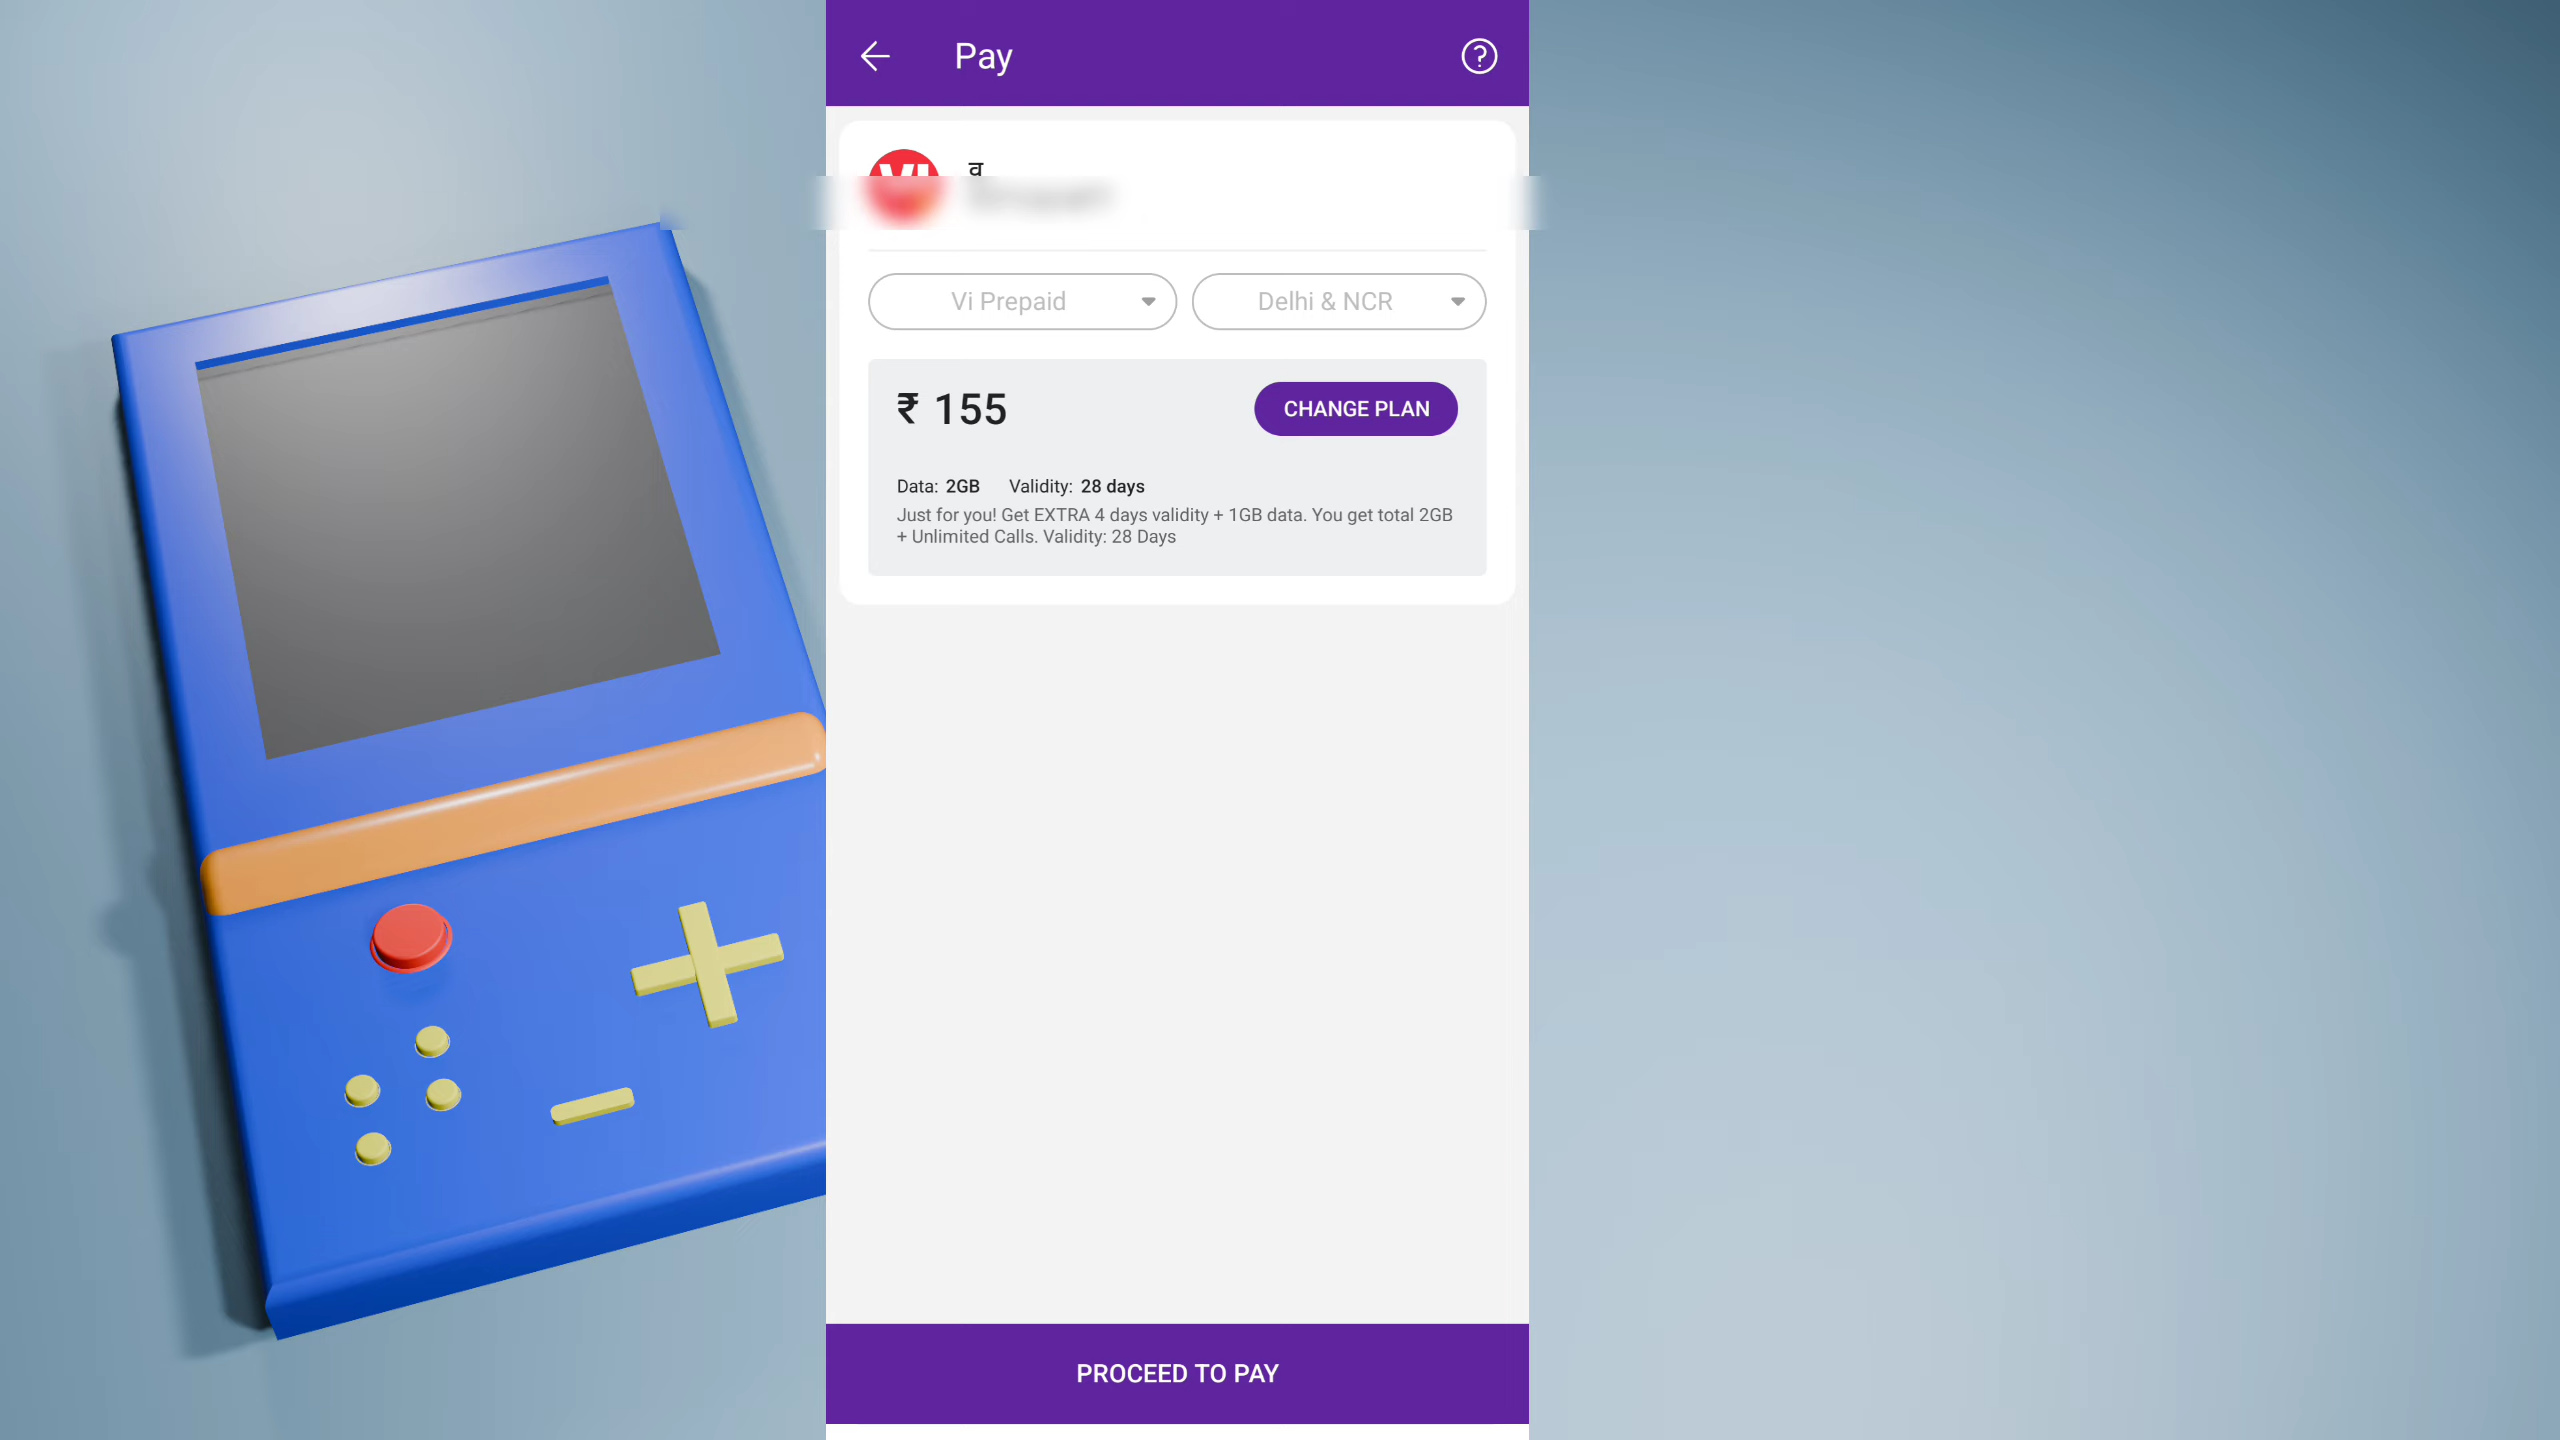 Pay
VI
व
Vi Prepaid
Delhi & NCR
₹ 155
CHANGE PLAN
Data: 2GB Validity: 28 days
Just for you! Get EXTRA 4 days validity + 1GB data. You get total 2GB
+ Unlimited Calls. Validity: 28 Days
PROCEED TO PAY